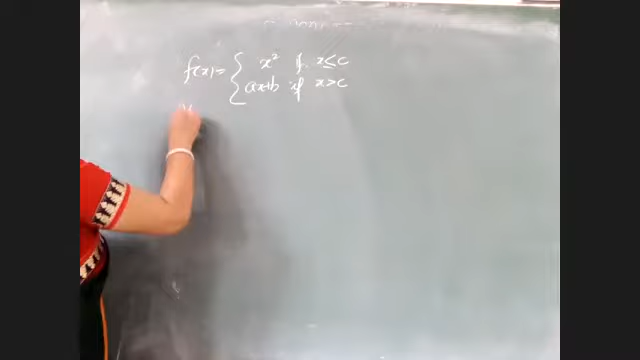 f(x) = { x² if x ≤ c
ax+b if x > c